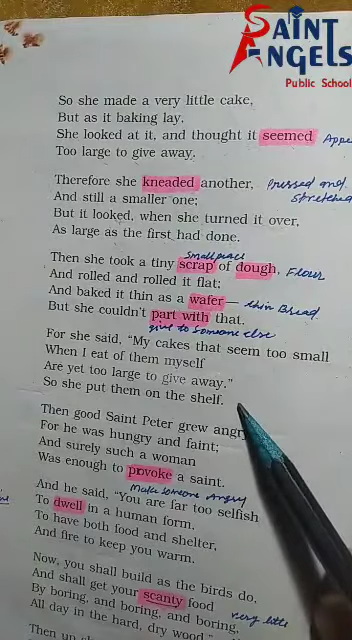 SAINT
ANGELS
Public School
So she made a very little cake,
But as it baking lay,
She looked at it, and thought it seemed
Too large to give away.
Therefore she kneaded another, Pressed and
stretched
And still a smaller one;
But it looked, when she turned it over,
As large as the first had done.
small peace
Then she took a tiny scrap of dough, Flour
And rolled and rolled it flat;
And baked it thin as a wafer— thin Bread.
But she couldn't part with that.
give to someone else
For she said, "My cakes that seem too small
When I eat of them myself
Are yet too large to give away."
So she put them on the shelf.
Then good Saint Peter grew angry
For he was hungry and faint;
And surely such a woman
Was enough to provoke a saint.
Make someone Angry
And he said, "You are far too selfish
To dwell in a human form,
To have both food and shelter,
And fire to keep you warm.
Now, you shall build as the birds do,
And shall get your scanty food very little
By boring, and boring, and boring,
All day in the hard, dry wood."
Then up